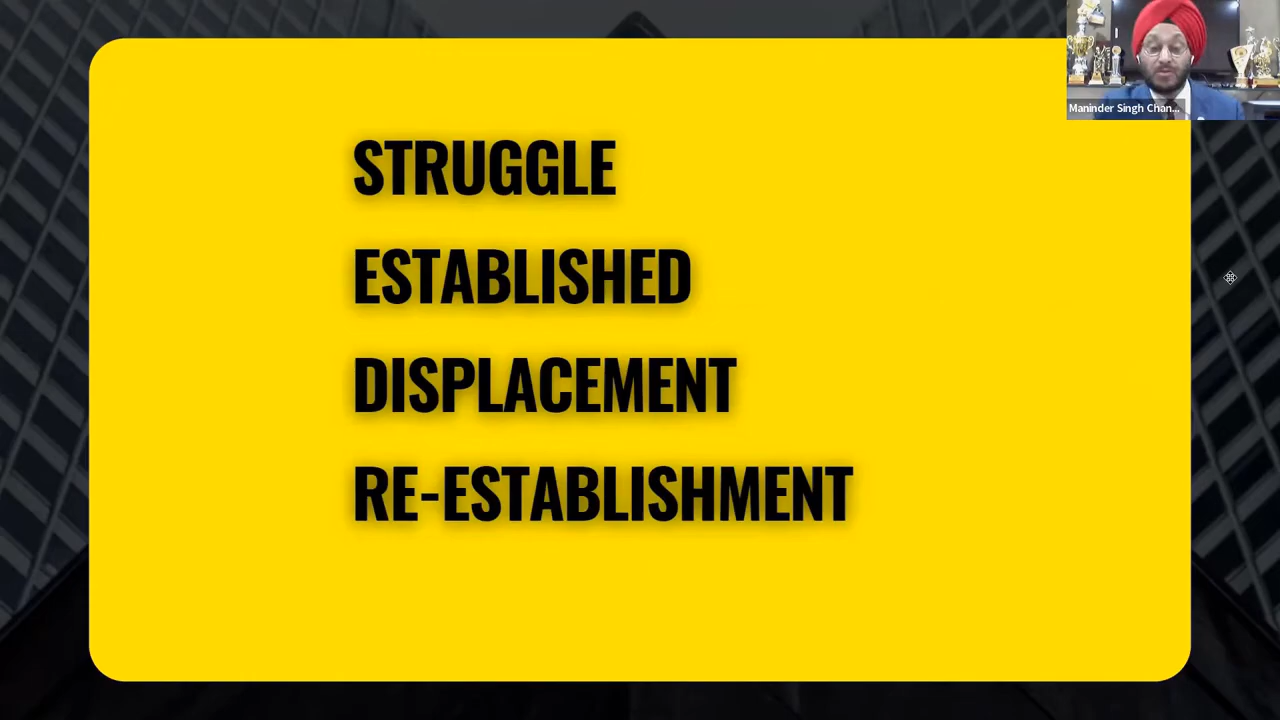 STRUGGLE
ESTABLISHED
DISPLACEMENT
RE-ESTABLISHMENT
Maninder Singh Chan...